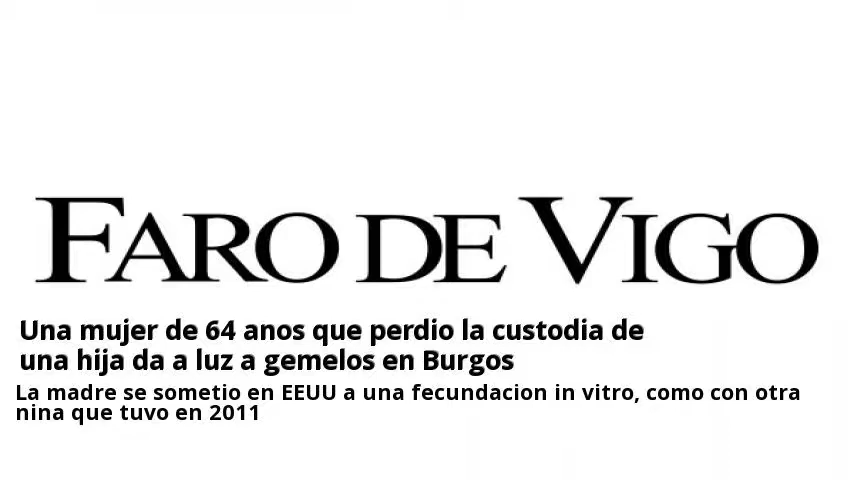 FARO DE VIGO
Una mujer de 64 anos que perdio la custodia de
una hija da a luz a gemelos en Burgos
La madre se sometio en EEUU a una fecundacion in vitro, como con otra
nina que tuvo en 2011